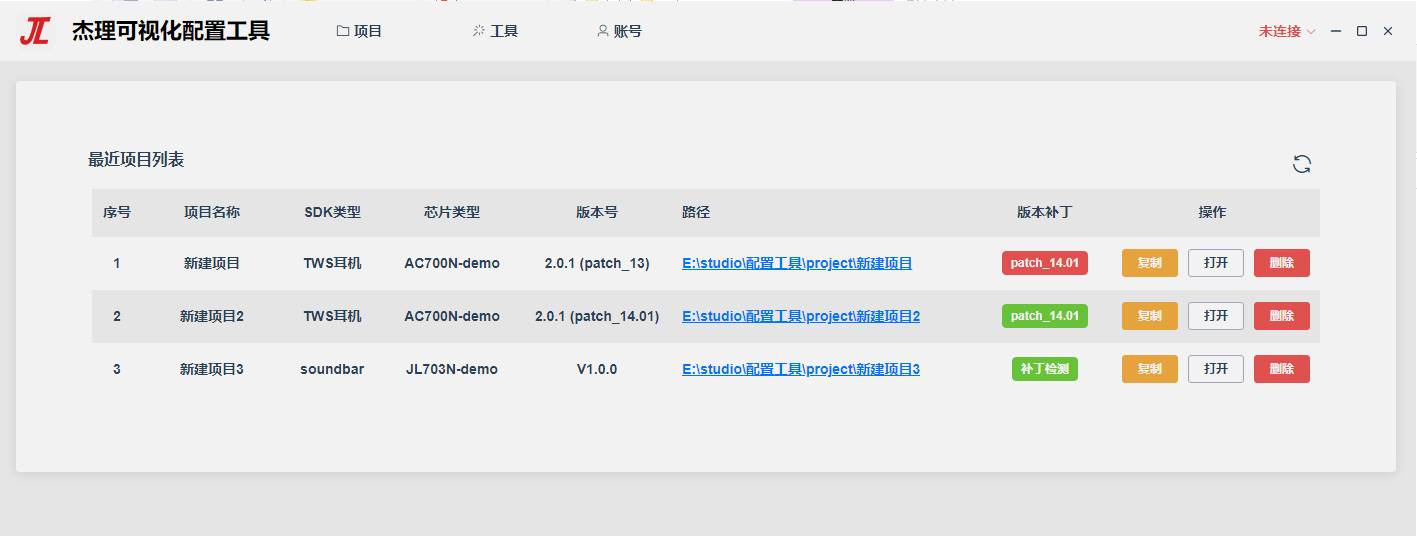 JL 杰理可视化配置工具 项目 工具 账号 未连接
最近项目列表
序号 项目名称 SDK类型 芯片类型 版本号 路径 版本补丁 操作
1 新建项目 TWS耳机 AC700N-demo 2.0.1 (patch_13) E:\studio\配置工具\project\新建项目 patch_14.01 复制 打开 删除
2 新建项目2 TWS耳机 AC700N-demo 2.0.1 (patch_14.01) E:\studio\配置工具\project\新建项目2 patch_14.01 复制 打开 删除
3 新建项目3 soundbar JL703N-demo V1.0.0 E:\studio\配置工具\project\新建项目3 补丁检测 复制 打开 删除